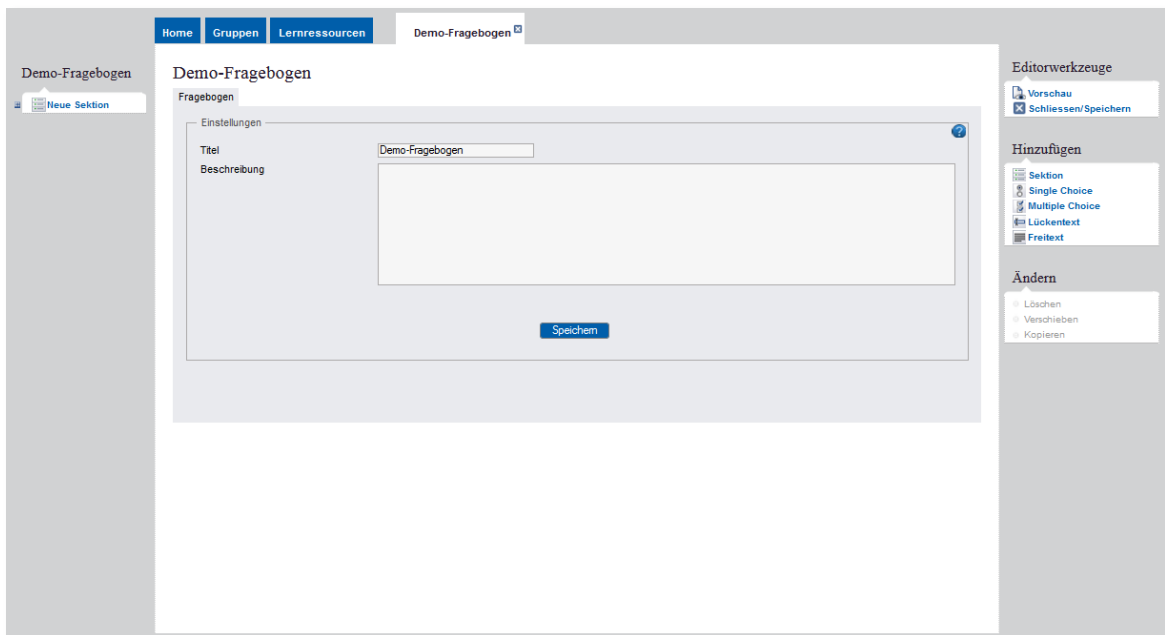 Home Gruppen Lernressourcen Demo-Fragebogen
Demo-Fragebogen
Neue Sektion
Demo-Fragebogen
Fragebogen
Einstellungen
Titel Demo-Fragebogen
Beschreibung
Speichern
Editorwerkzeuge
Vorschau
Schliessen/Speichern
Hinzufügen
Sektion
Single Choice
Multiple Choice
Lückentext
Freitext
Ändern
Löschen
Verschieben
Kopieren